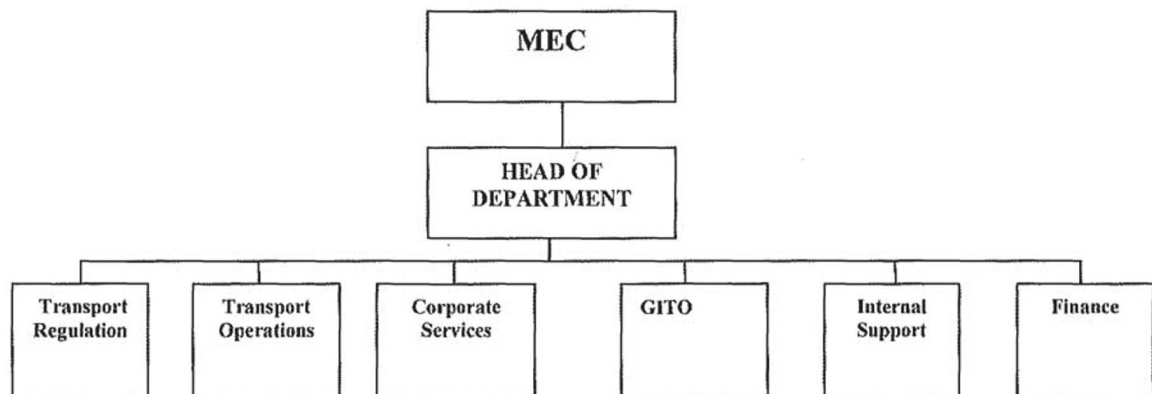 MEC
HEAD OF
DEPARTMENT
Transport
Regulation
Transport
Operations
Corporate
Services
GITO
Internal
Support
Finance